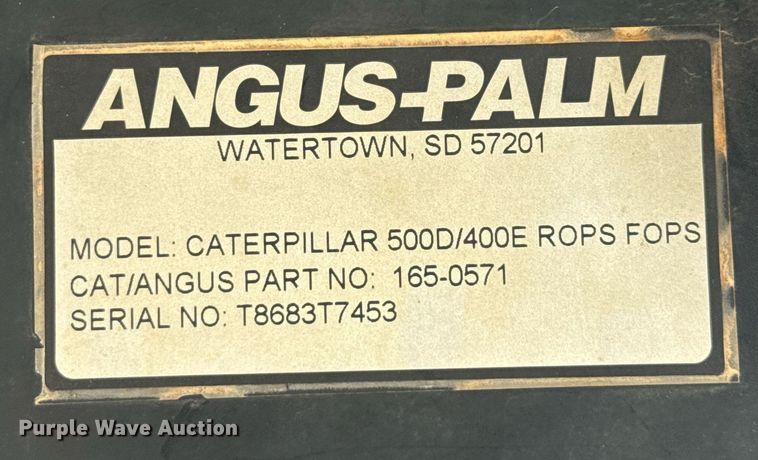 ANGUS-PALM
WATERTOWN, SD 57201
MODEL: CATERPILLAR 500D/400E ROPS FOPS
CAT/ANGUS PART NO: 165-0571
SERIAL NO: T8683T7453
Purple Wave Auction